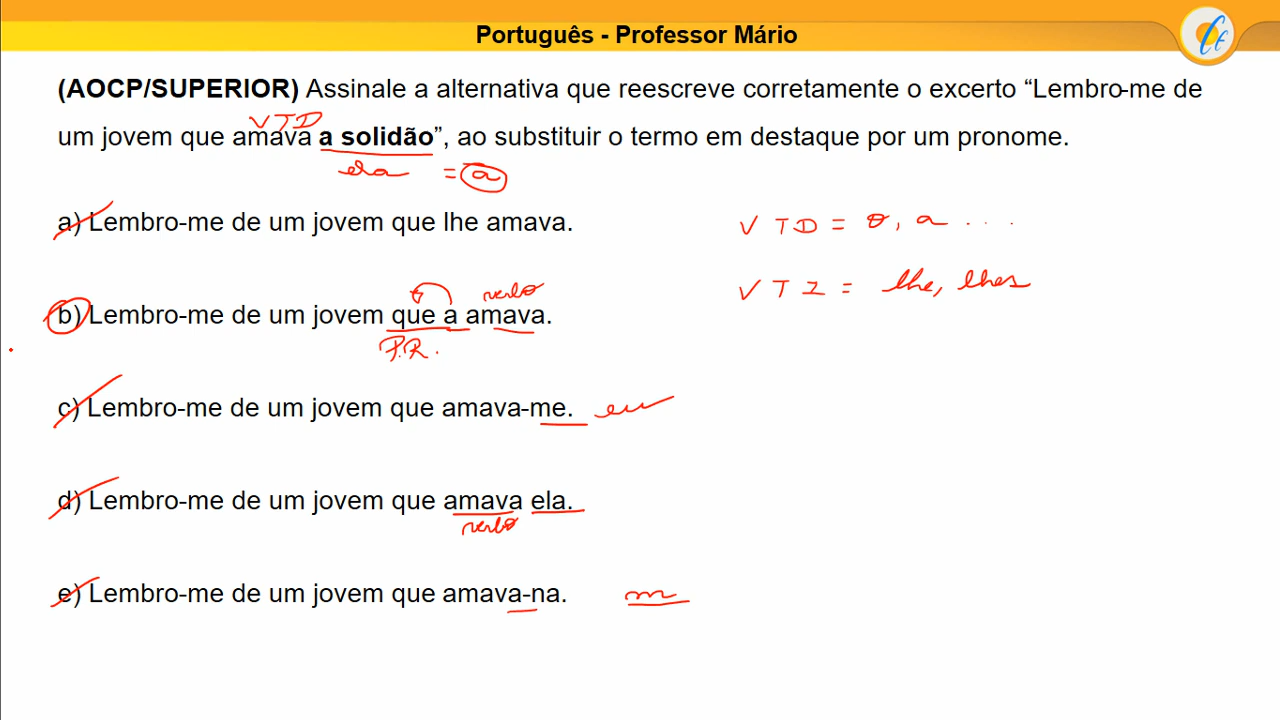 Português - Professor Mário
(AOCP/SUPERIOR) Assinale a alternativa que reescreve corretamente o excerto “Lembro-me de
VTD
um jovem que amava a solidão”, ao substituir o termo em destaque por um pronome.
ela = a
a) Lembro-me de um jovem que lhe amava.
VTD = o, a ...
VTI = lhe, lhes
verbo
b) Lembro-me de um jovem que a amava.
P.R.
c) Lembro-me de um jovem que amava-me. eu
d) Lembro-me de um jovem que amava ela.
verbo
e) Lembro-me de um jovem que amava-na. m